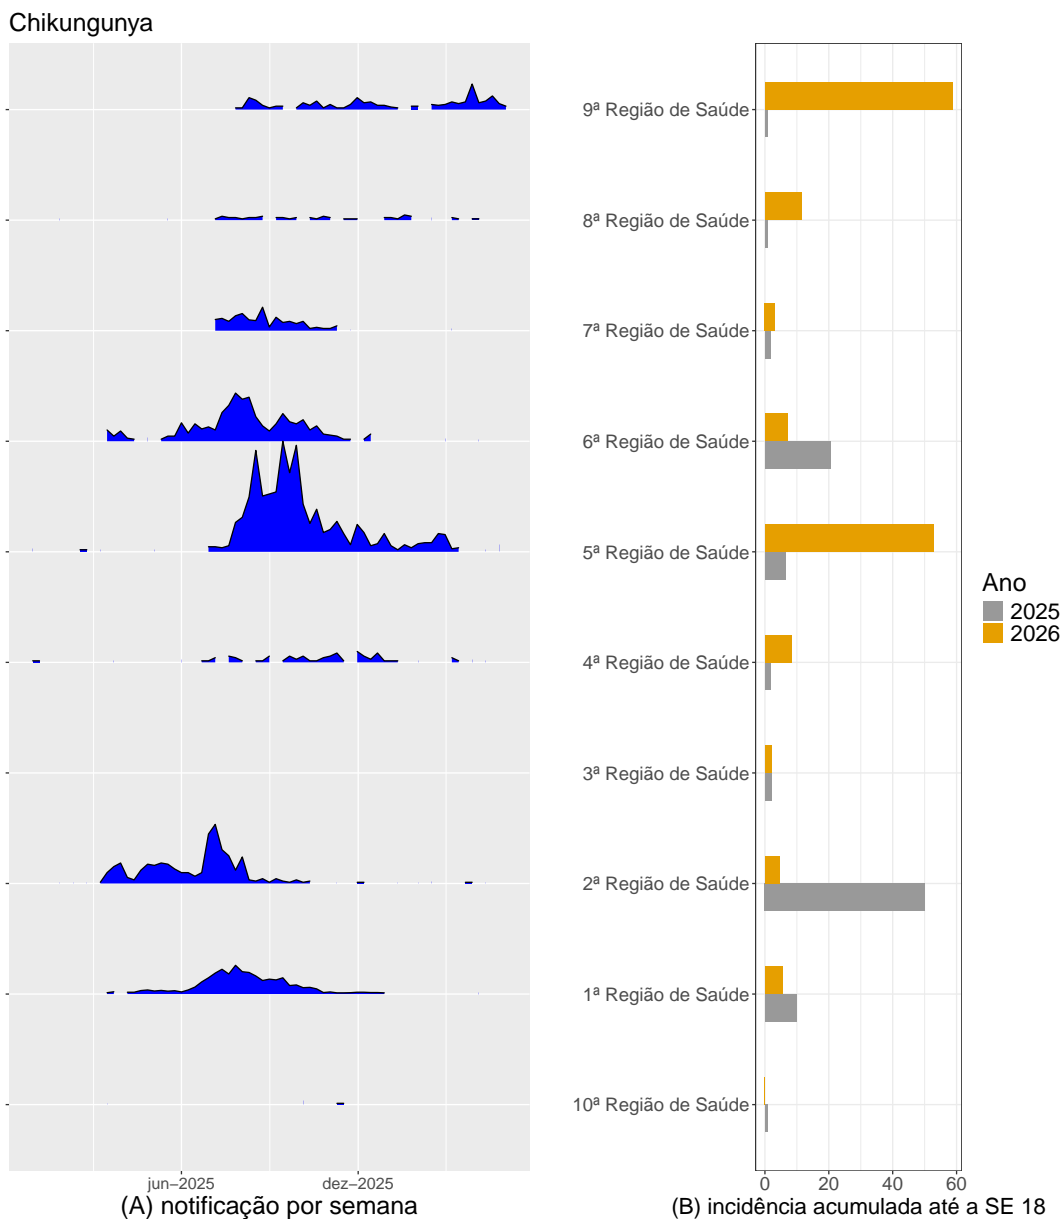 Chikungunya
9ª Região de Saúde
8ª Região de Saúde
7ª Região de Saúde
6ª Região de Saúde
5ª Região de Saúde
4ª Região de Saúde
3ª Região de Saúde
2ª Região de Saúde
1ª Região de Saúde
10ª Região de Saúde
Ano
2025
2026
jun–2025 dez–2025
0 20 40 60
(A) notificação por semana
(B) incidência acumulada até a SE 18